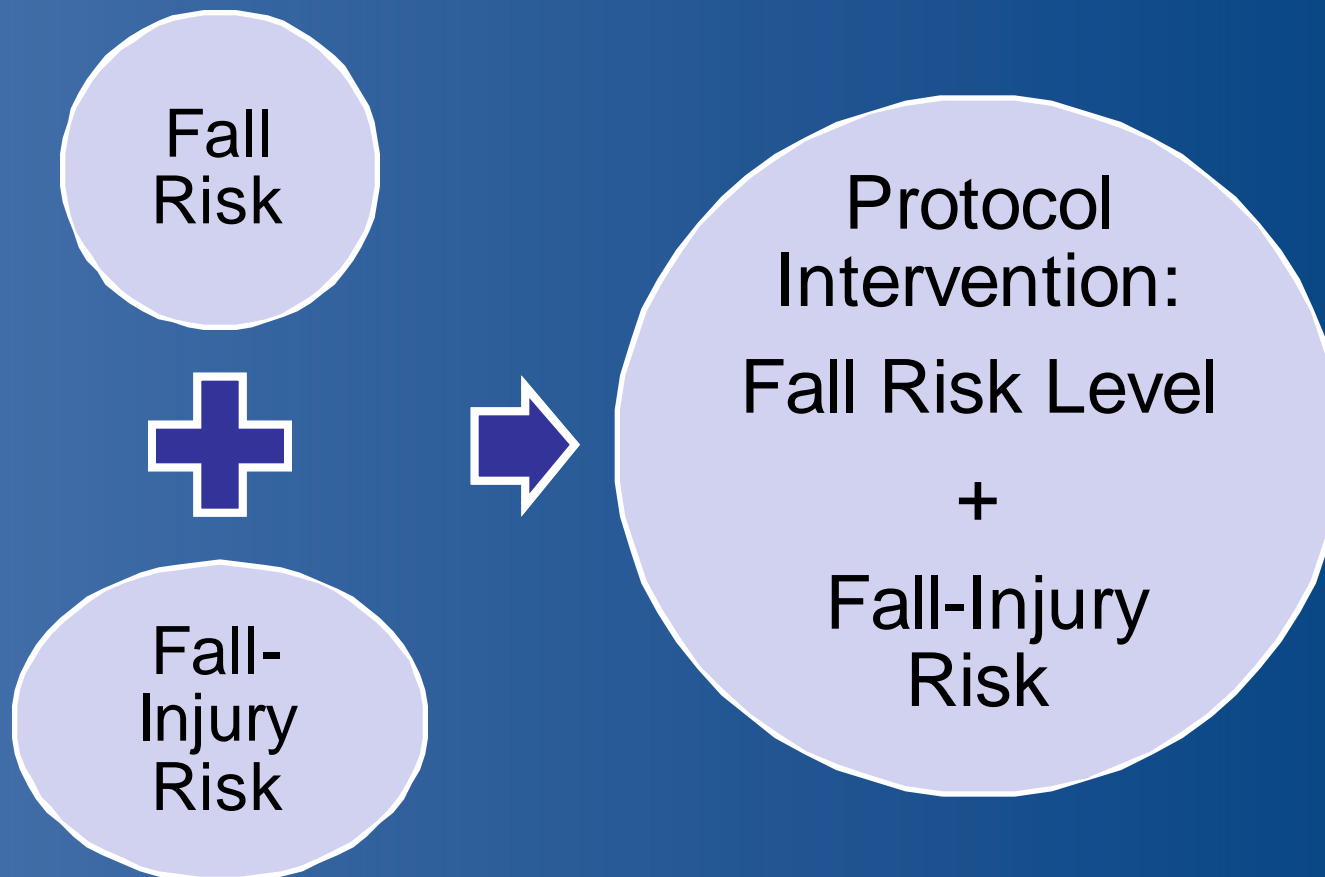 Fall
Risk
Fall-
Injury
Risk
Protocol
Intervention:
Fall Risk Level
+
Fall-Injury
Risk